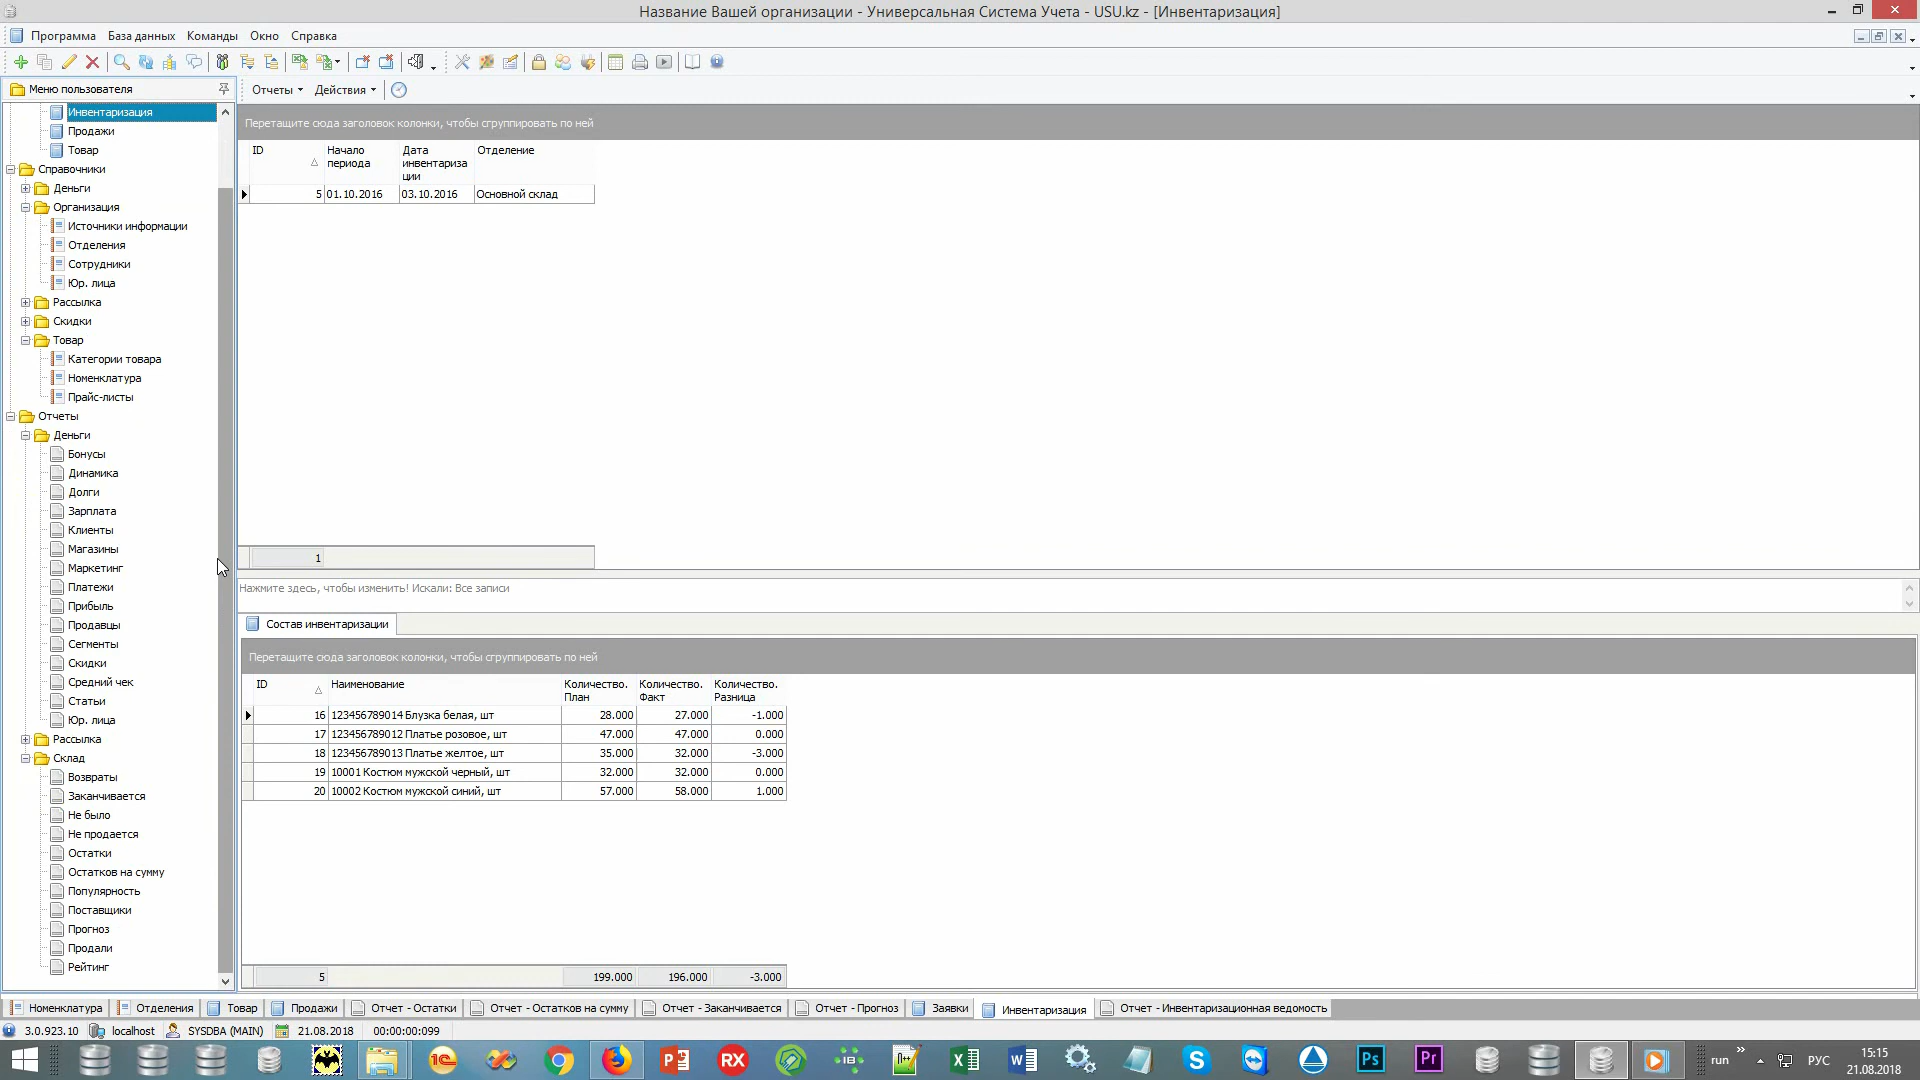 Название Вашей организации - Универсальная Система Учета - USU.kz - [Инвентаризация]
Программа База данных Команды Окно Справка
Меню пользователя
Отчеты Действия
Инвентаризация
Продажи
Товар
Справочники
Деньги
Организация
Источники информации
Отделения
Сотрудники
Юр. лица
Рассылка
Скидки
Товар
Категории товара
Номенклатура
Прайс-листы
Отчеты
Деньги
Бонусы
Динамика
Долги
Зарплата
Клиенты
Магазины
Маркетинг
Платежи
Прибыль
Продавцы
Сегменты
Скидки
Средний чек
Статьи
Юр. лица
Рассылка
Склад
Возвраты
Заканчивается
Не было
Не продается
Остатки
Остатков на сумму
Популярность
Поставщики
Прогноз
Продали
Рейтинг
Перетащите сюда заголовок колонки, чтобы сгруппировать по ней
ID Начало периода Дата инвентариза ции Отделение
5 01.10.2016 03.10.2016 Основной склад
1
Нажмите здесь, чтобы изменить! Искали: Все записи
Состав инвентаризации
Перетащите сюда заголовок колонки, чтобы сгруппировать по ней
ID Наименование Количество. План Количество. Факт Количество. Разница
16 123456789014 Блузка белая, шт 28.000 27.000 -1.000
17 123456789012 Платье розовое, шт 47.000 47.000 0.000
18 123456789013 Платье желтое, шт 35.000 32.000 -3.000
19 10001 Костюм мужской черный, шт 32.000 32.000 0.000
20 10002 Костюм мужской синий, шт 57.000 58.000 1.000
5 199.000 196.000 -3.000
Номенклатура Отделения Товар Продажи Отчет - Остатки Отчет - Остатков на сумму Отчет - Заканчивается Отчет - Прогноз Заявки Инвентаризация Отчет - Инвентаризационная ведомость
3.0.923.10 localhost SYSDBA (MAIN) 21.08.2018 00:00:00:099
run РУС 15:15
21.08.2018